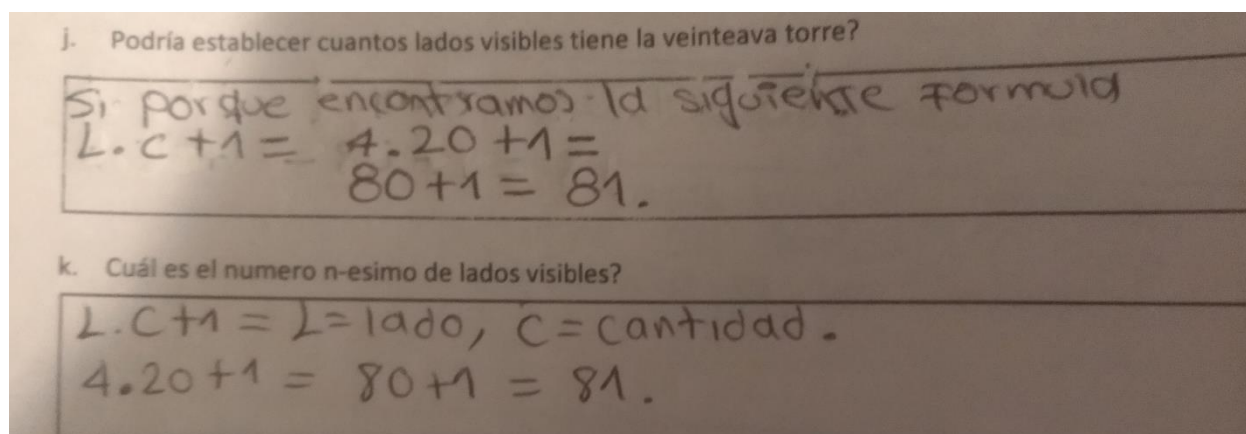 j. Podría establecer cuantos lados visibles tiene la veinteava torre?
Si porque encontramos la siguiente formula
L.c+1= 4.20+1=
80+1= 81.
k. Cuál es el numero n-esimo de lados visibles?
L.C+1= L=lado, C=cantidad.
4.20+1= 80+1 = 81.